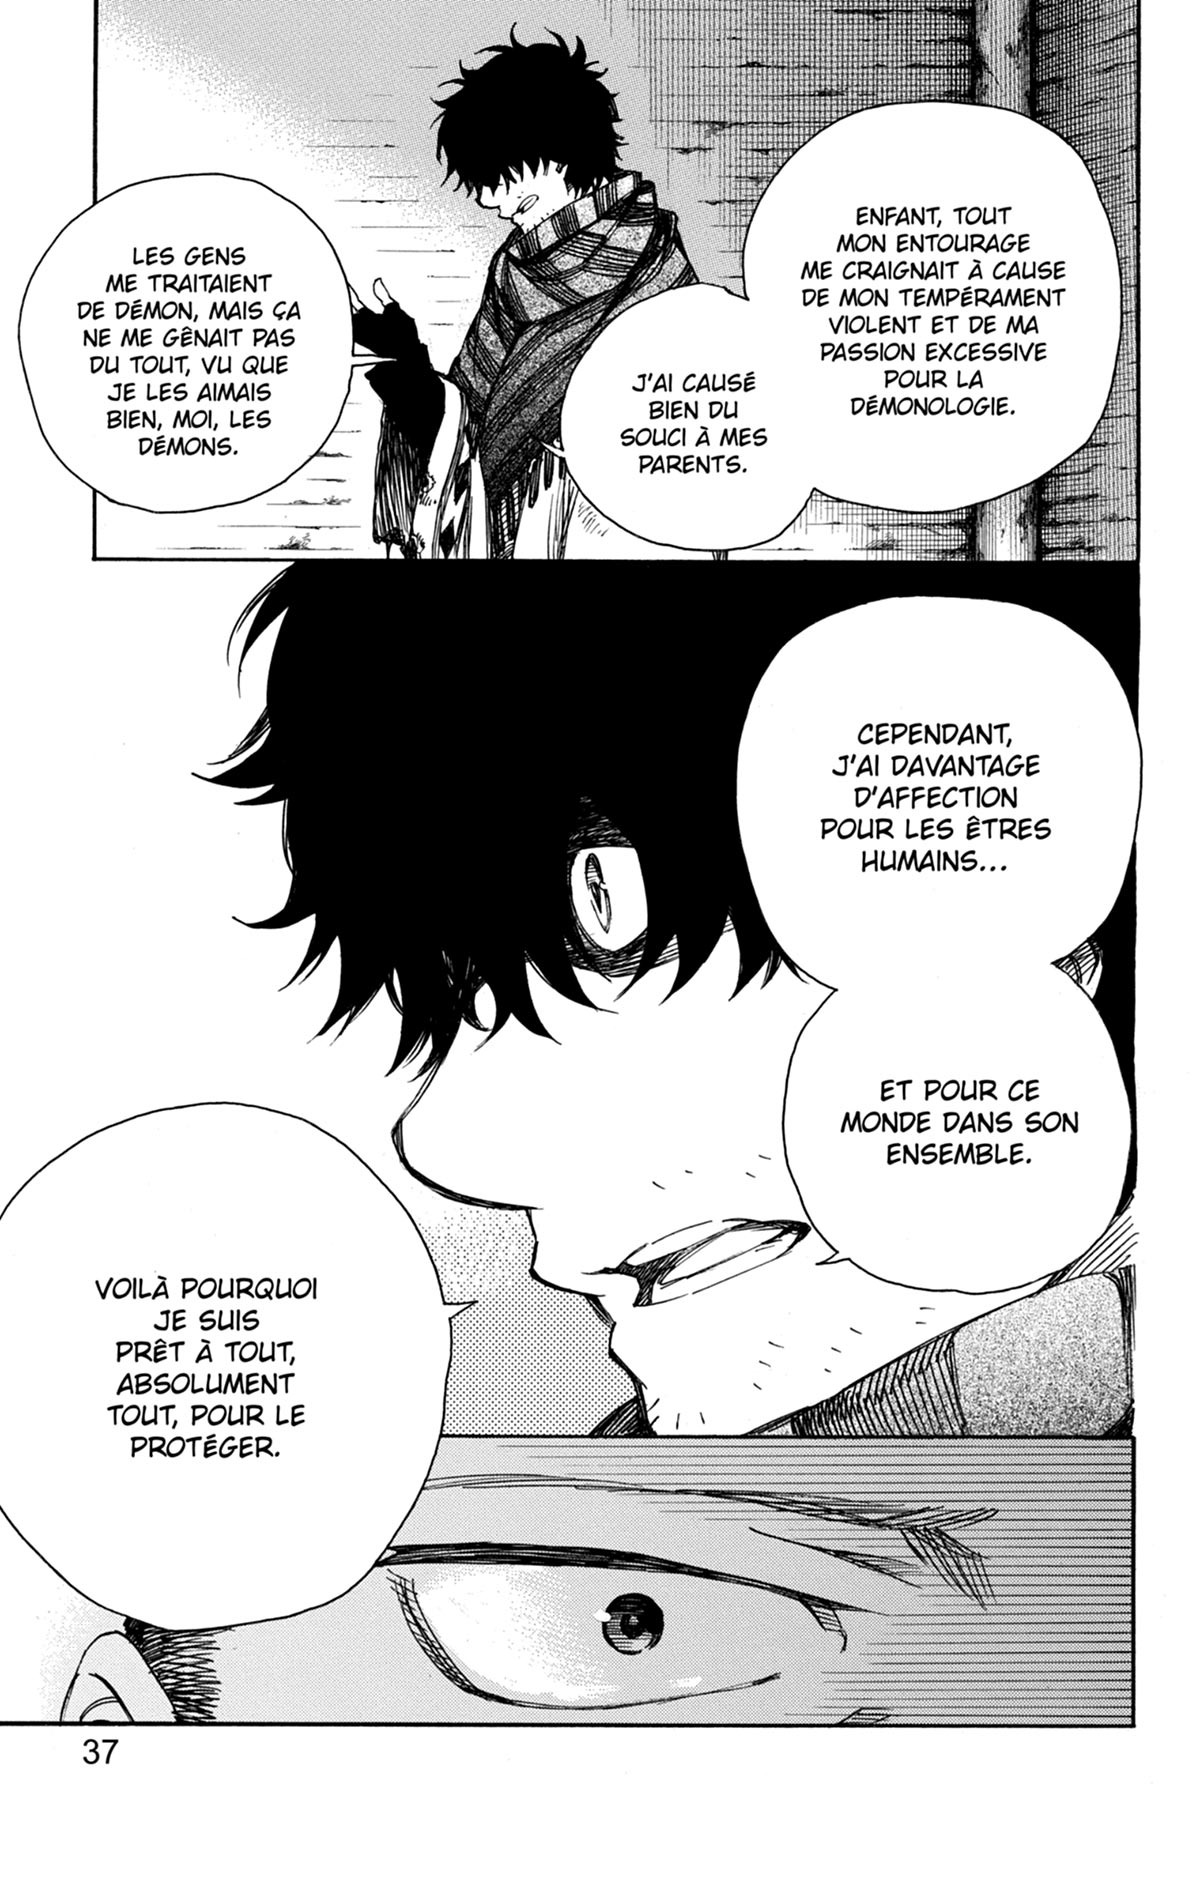 ENFANT, TOUT
MON ENTOURAGE
ME CRAIGNAIT À CAUSE
DE MON TEMPÉRAMENT
VIOLENT ET DE MA
PASSION EXCESSIVE
POUR LA
DÉMONOLOGIE.
J'AI CAUSÉ
BIEN DU
SOUCI À MES
PARENTS.
LES GENS
ME TRAITAIENT
DE DÉMON, MAIS ÇA
NE ME GÊNAIT PAS
DU TOUT, VU QUE
JE LES AIMAIS
BIEN, MOI, LES
DÉMONS.
CEPENDANT,
J'AI DAVANTAGE
D'AFFECTION
POUR LES ÊTRES
HUMAINS...
ET POUR CE
MONDE DANS SON
ENSEMBLE.
VOILÀ POURQUOI
JE SUIS
PRÊT À TOUT,
ABSOLUMENT
TOUT, POUR LE
PROTÉGER.
37